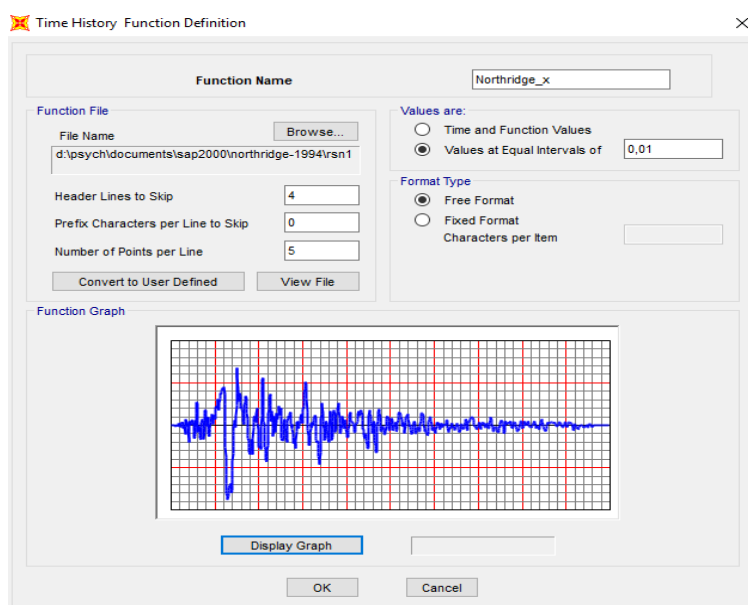 Time History Function Definition
Function Name
Northridge_x
Function File
File Name
Browse...
d:\psych\documents\sap2000\northridge-1994\rsn1
Header Lines to Skip
4
Prefix Characters per Line to Skip
0
Number of Points per Line
5
Convert to User Defined
View File
Values are:
Time and Function Values
Values at Equal Intervals of
0,01
Format Type
Free Format
Fixed Format
Characters per Item
Function Graph
Display Graph
OK
Cancel